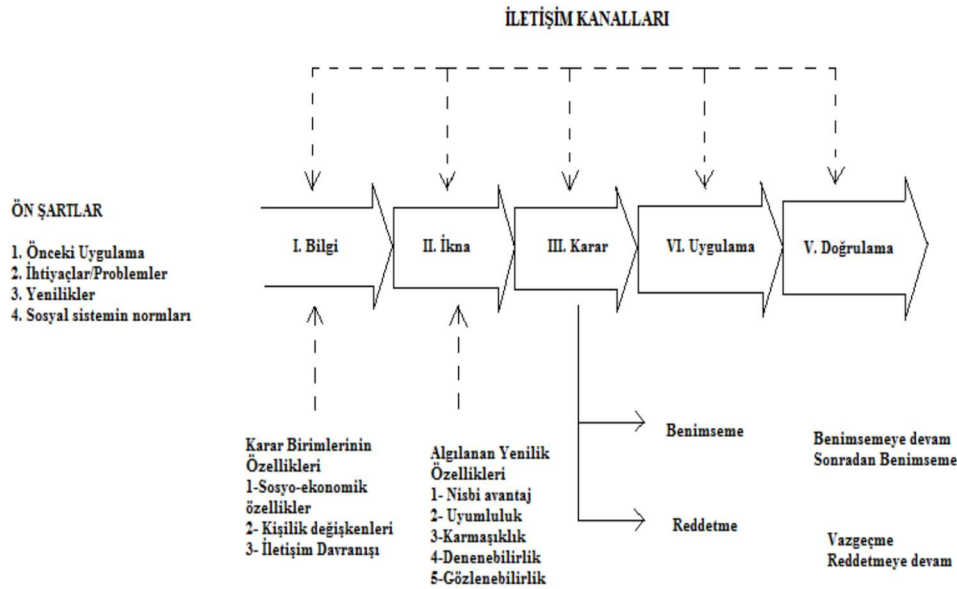 İLETİŞİM KANALLARI
ÖN ŞARTLAR
1. Önceki Uygulama
2. İhtiyaçlar/Problemler
3. Yenilikler
4. Sosyal sistemin normları
I. Bilgi
II. İkna
III. Karar
VI. Uygulama
V. Doğrulama
Karar Birimlerinin
Özellikleri
1-Sosyo-ekonomik
özellikler
2- Kişilik değişkenleri
3- İletişim Davranışı
Algılanan Yenilik
Özellikleri
1- Nisbi avantaj
2- Uyumluluk
3-Karmaşıklık
4-Denenebilirlik
5-Gözlenebilirlik
Benimseme
Reddetme
Benimsemeye devam
Sonradan Benimseme
Vazgeçme
Reddetmeye devam